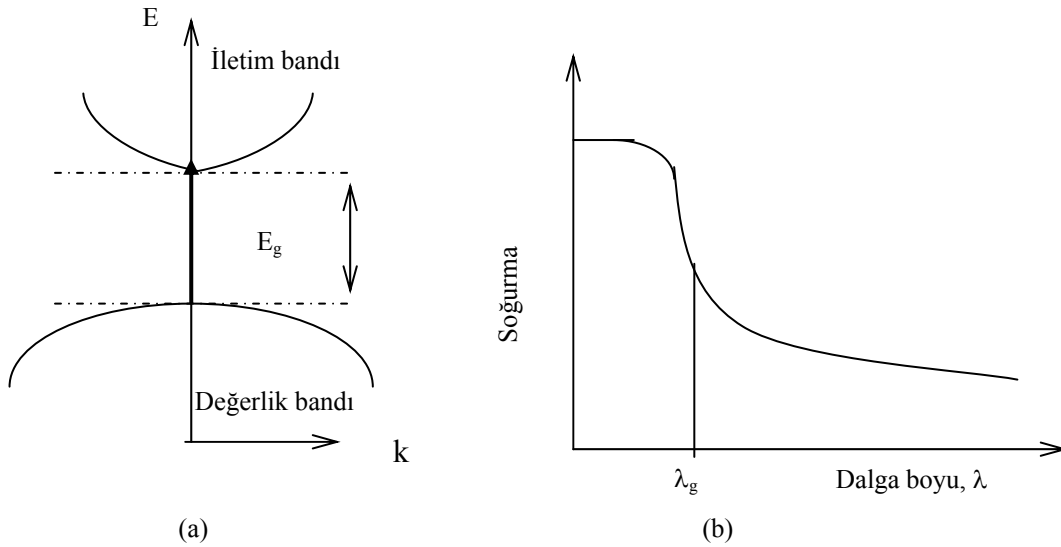 E
İletim bandı
E_g
Değerlik bandı
k
(a)
Soğurma
λ_g
Dalga boyu, λ
(b)